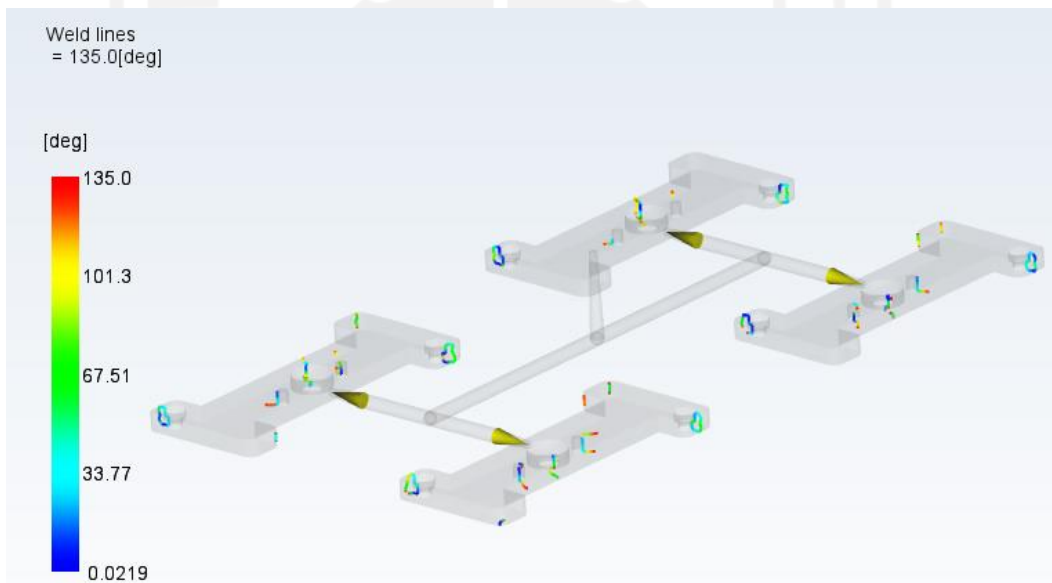 Weld lines
= 135.0[deg]
[deg]
135.0
101.3
67.51
33.77
0.0219